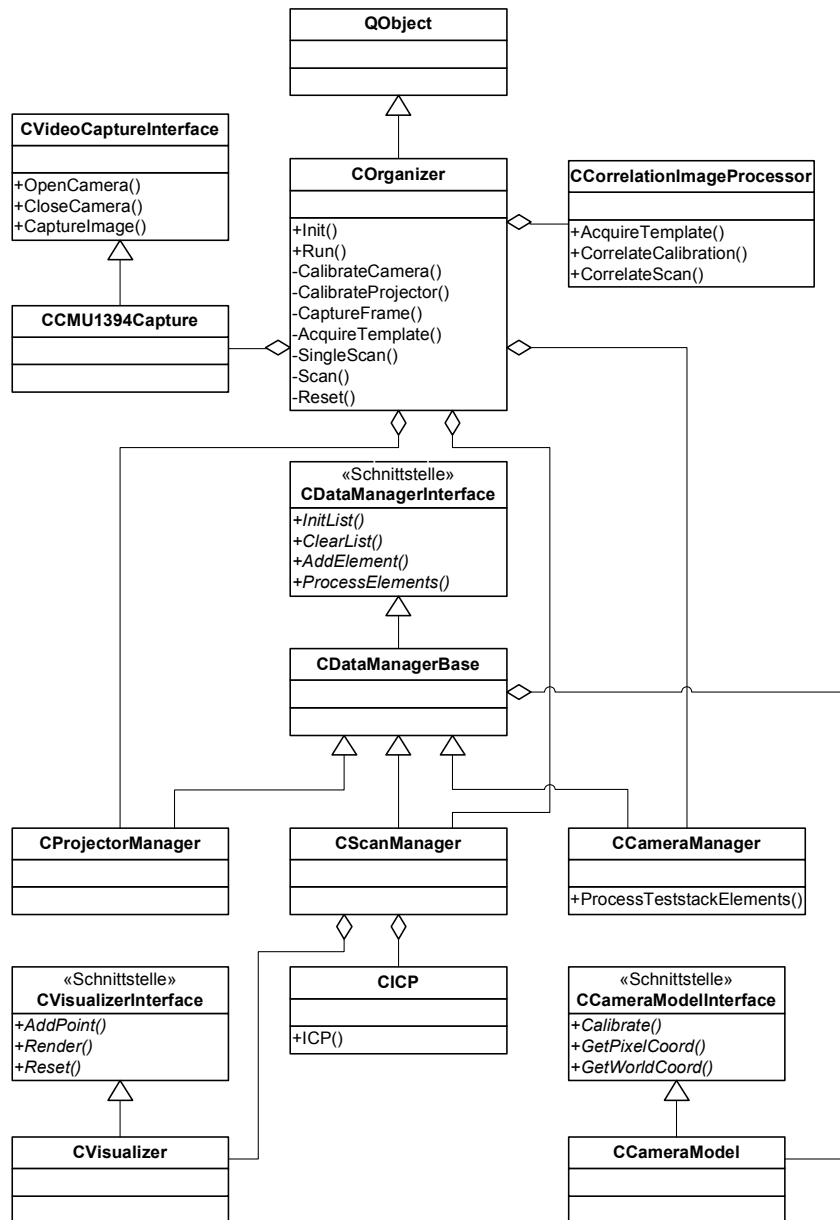 QObject
CVideoCaptureInterface
+OpenCamera()
+CloseCamera()
+CaptureImage()
COrganizer
+Init()
+Run()
-CalibrateCamera()
-CalibrateProjector()
-CaptureFrame()
-AcquireTemplate()
-SingleScan()
-Scan()
-Reset()
CCorrelationImageProcessor
+AcquireTemplate()
+CorrelateCalibration()
+CorrelateScan()
CCMU1394Capture
«Schnittstelle»
CDataManagerInterface
+InitList()
+ClearList()
+AddElement()
+ProcessElements()
CDataManagerBase
CProjectorManager
CScanManager
CCameraManager
+ProcessTeststackElements()
«Schnittstelle»
CVisualizerInterface
+AddPoint()
+Render()
+Reset()
CICP
+ICP()
«Schnittstelle»
CCameraModelInterface
+Calibrate()
+GetPixelCoord()
+GetWorldCoord()
CVisualizer
CCameraModel